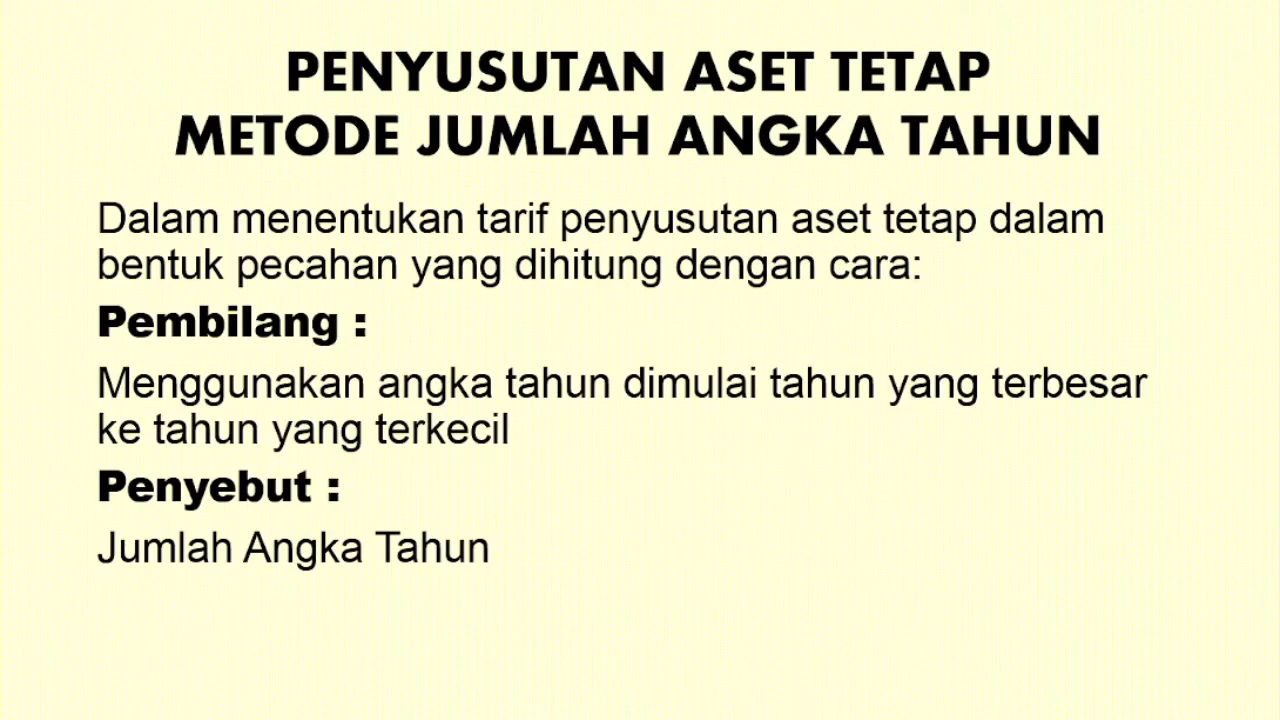 PENYUSUTAN ASET TETAP
METODE JUMLAH ANGKA TAHUN
Dalam menentukan tarif penyusutan aset tetap dalam
bentuk pecahan yang dihitung dengan cara:
Pembilang :
Menggunakan angka tahun dimulai tahun yang terbesar
ke tahun yang terkecil
Penyebut :
Jumlah Angka Tahun